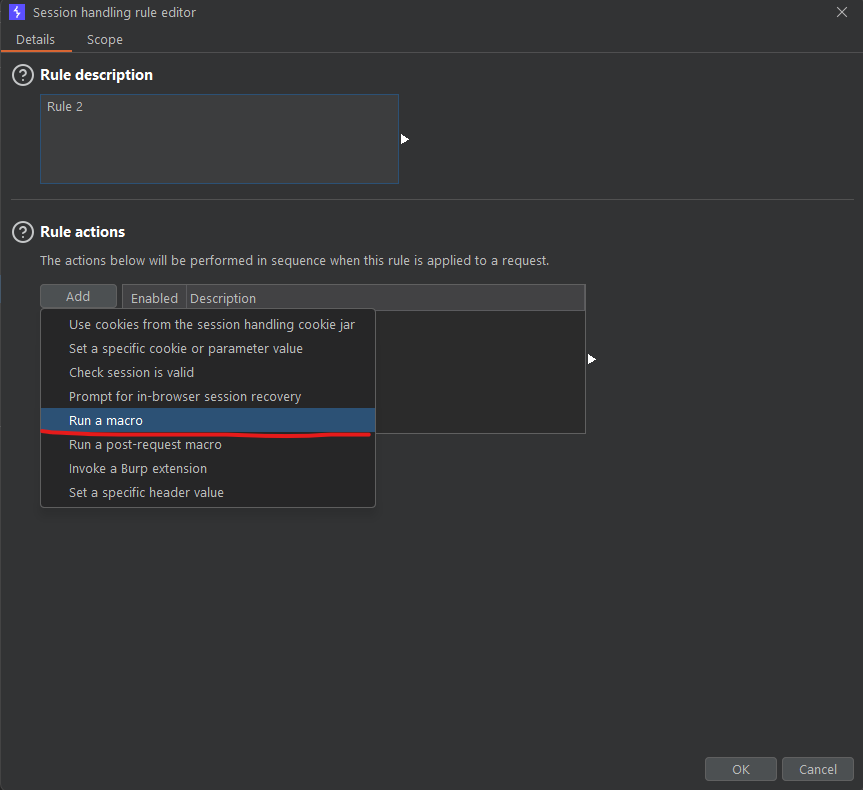 Session handling rule editor
Details Scope
? Rule description
Rule 2
? Rule actions
The actions below will be performed in sequence when this rule is applied to a request.
Add Enabled Description
Use cookies from the session handling cookie jar
Set a specific cookie or parameter value
Check session is valid
Prompt for in-browser session recovery
Run a macro
Run a post-request macro
Invoke a Burp extension
Set a specific header value
OK Cancel